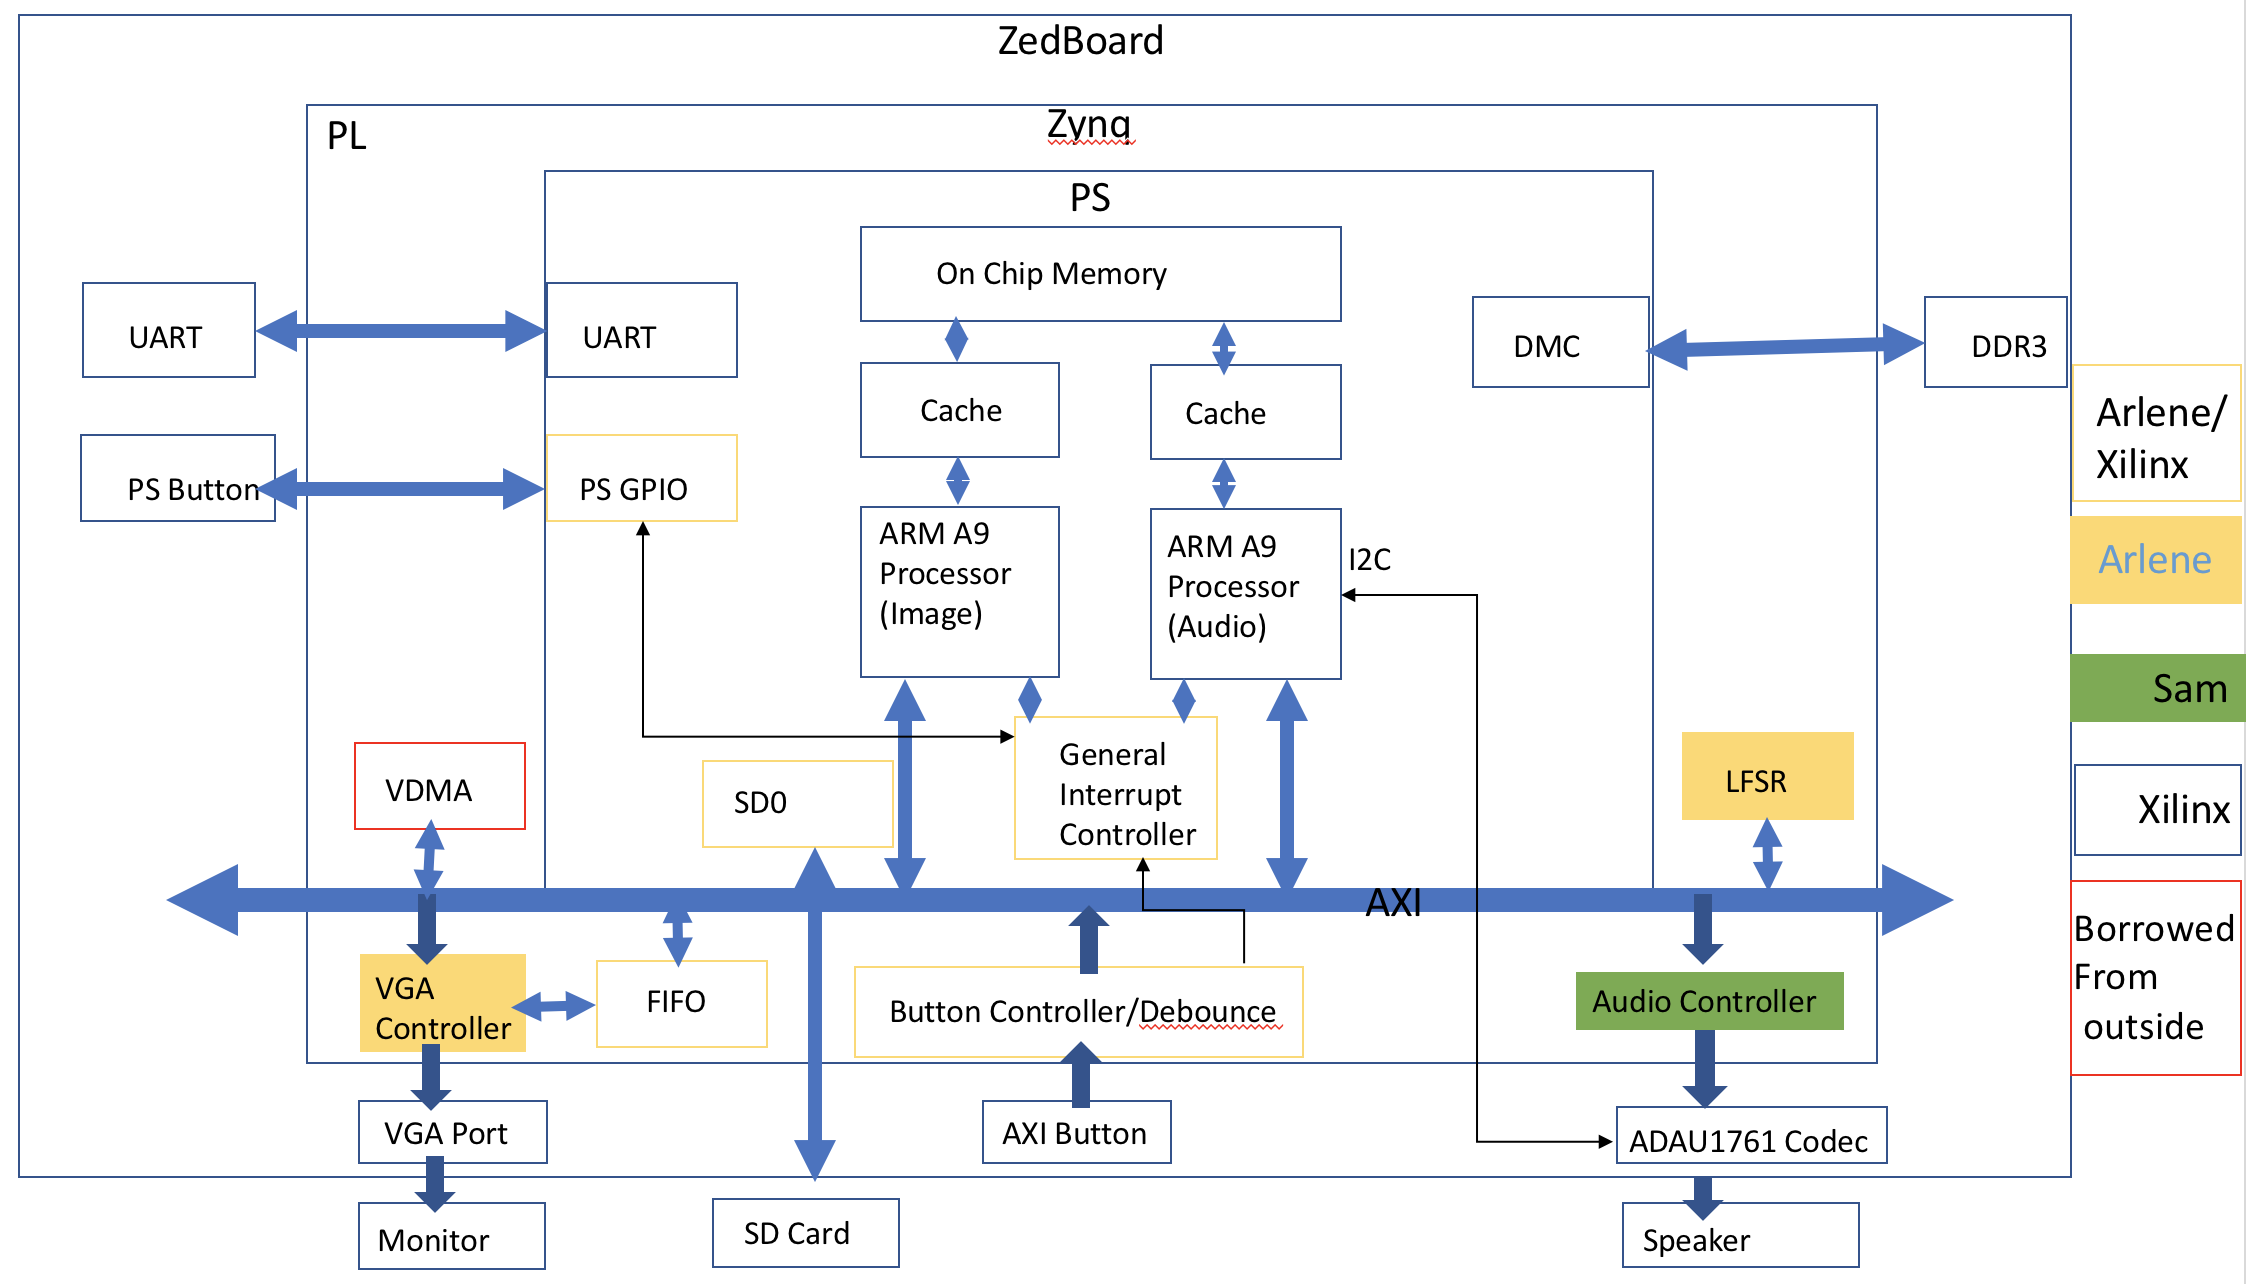 ZedBoard
Zynq
PL
PS
On Chip Memory
UART
UART
DMC
DDR3
Cache
Cache
PS Button
PS GPIO
ARM A9
Processor
(Image)
ARM A9
Processor
(Audio)
I2C
General
Interrupt
Controller
VDMA
SD0
LFSR
AXI
VGA
Controller
FIFO
Button Controller/Debounce
Audio Controller
VGA Port
AXI Button
ADAU1761 Codec
Monitor
SD Card
Speaker
Arlene/
Xilinx
Arlene
Sam
Xilinx
Borrowed
From
outside